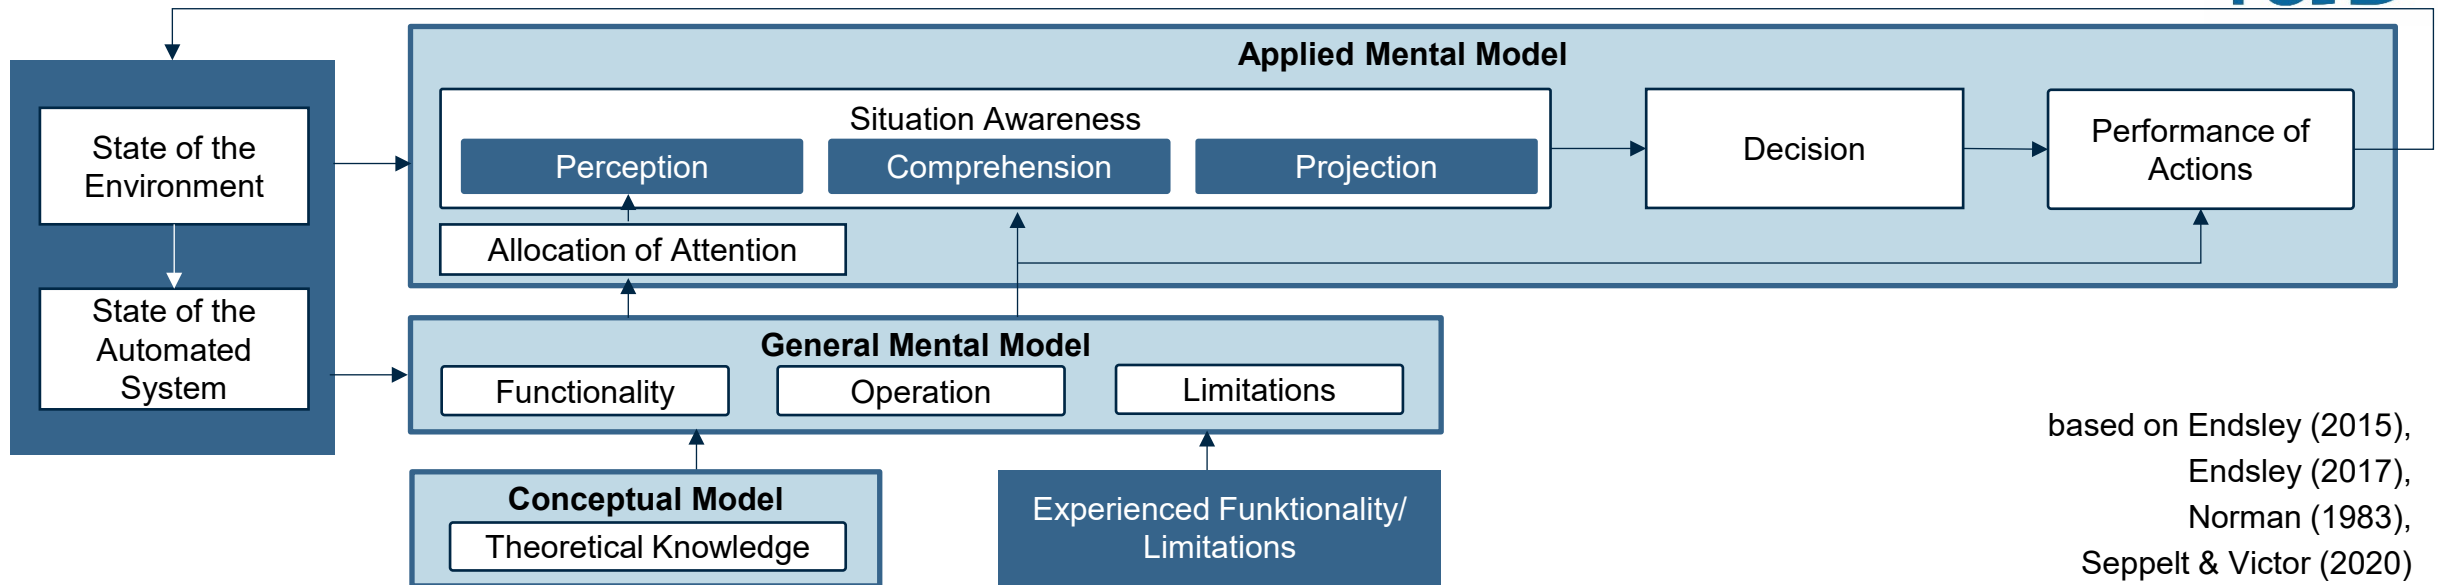 Applied Mental Model
State of the
Environment
Situation Awareness
Perception
Comprehension
Projection
Decision
Performance of
Actions
Allocation of Attention
State of the
Automated
System
General Mental Model
Functionality
Operation
Limitations
Conceptual Model
Theoretical Knowledge
Experienced Funktionality/
Limitations
based on Endsley (2015),
Endsley (2017),
Norman (1983),
Seppelt & Victor (2020)